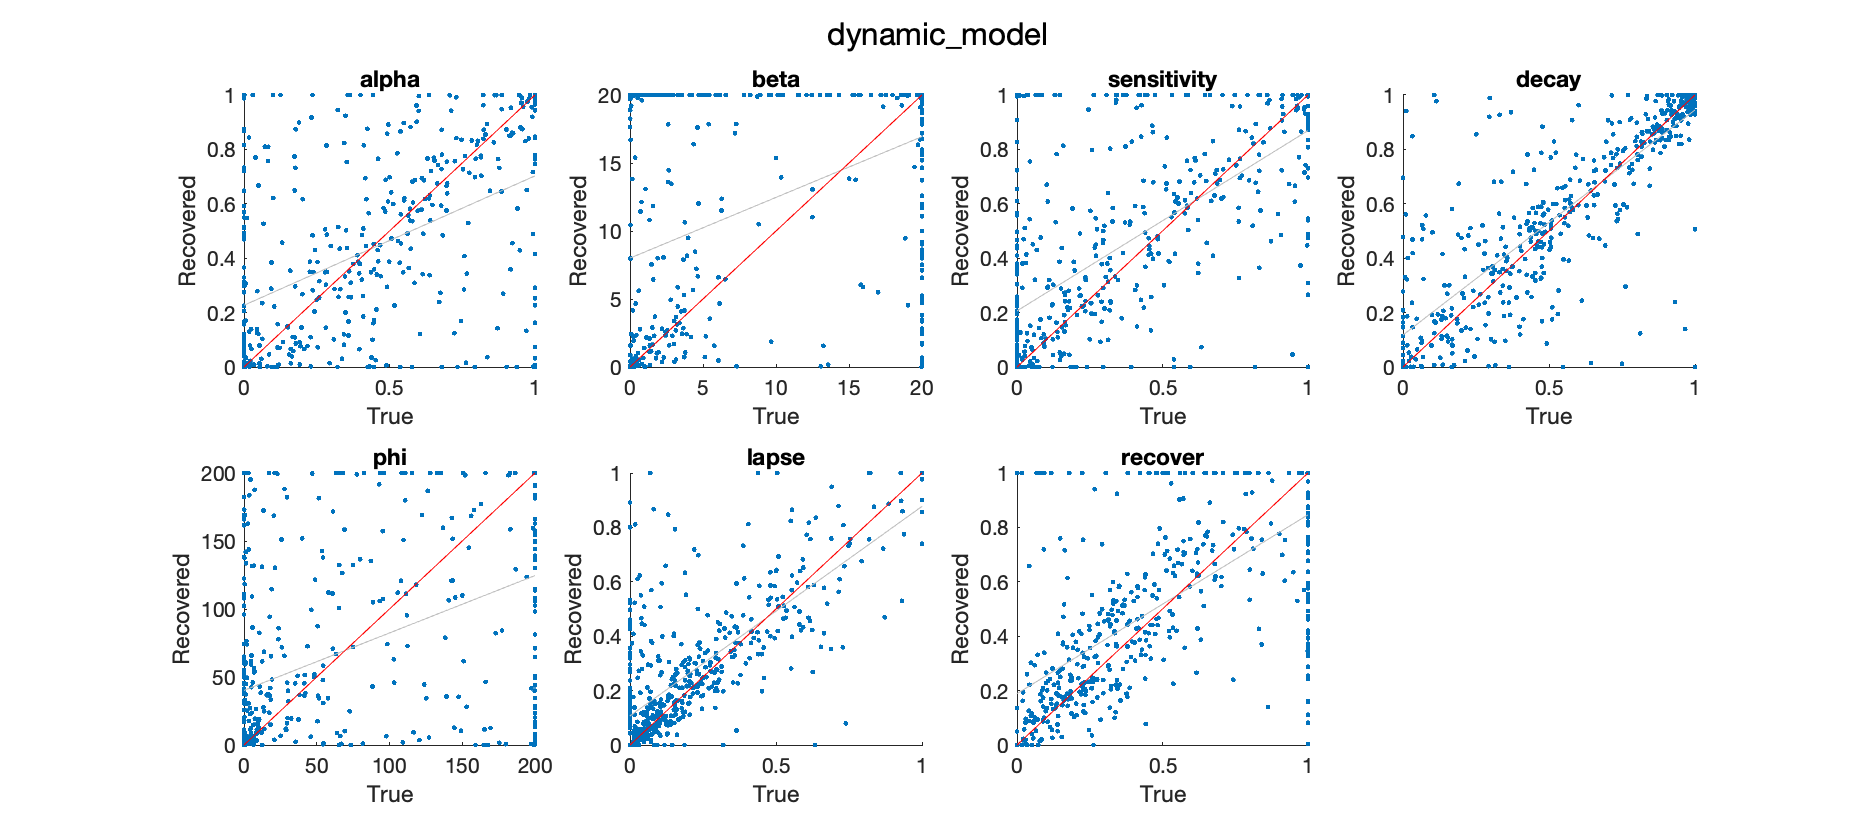 dynamic_model
alpha
beta
sensitivity
decay
1
0.8
0.6
0.4
0.2
0
Recovered
0
0.5
1
True
20
15
10
5
0
Recovered
0
5
10
15
20
True
1
0.8
0.6
0.4
0.2
0
Recovered
0
0.5
1
True
1
0.8
0.6
0.4
0.2
0
Recovered
0
0.5
1
True
phi
lapse
recover
200
150
100
50
0
Recovered
0
50
100
150
200
True
1
0.8
0.6
0.4
0.2
0
Recovered
0
0.5
1
True
1
0.8
0.6
0.4
0.2
0
Recovered
0
0.5
1
True